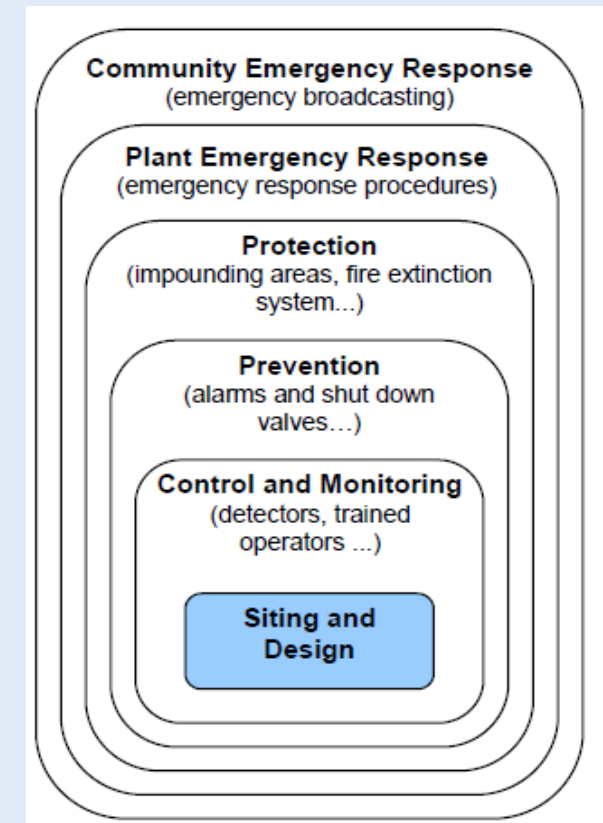 Community Emergency Response
(emergency broadcasting)
Plant Emergency Response
(emergency response procedures)
Protection
(impounding areas, fire extinction
system...)
Prevention
(alarms and shut down
valves…)
Control and Monitoring
(detectors, trained
operators ...)
Siting and
Design